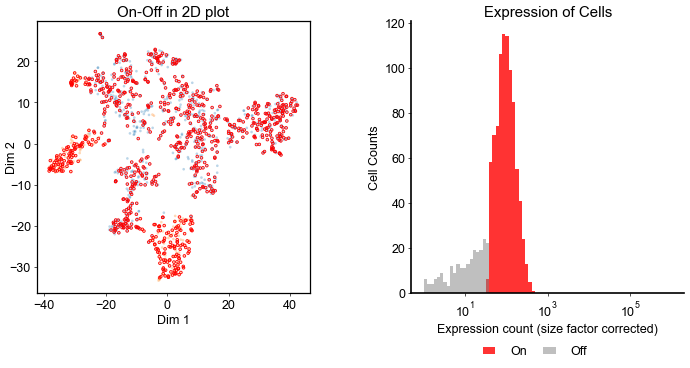 On-Off in 2D plot
Dim 2
20
10
0
−10
−20
−30
−40
−20
0
20
40
Dim 1
Expression of Cells
Cell Counts
120
100
80
60
40
20
0
10^1
10^3
10^5
Expression count (size factor corrected)
On
Off